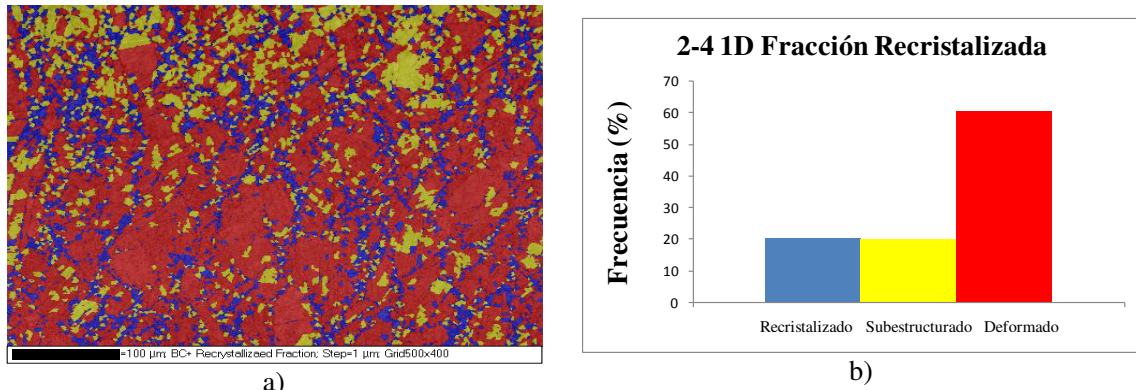 =100 µm; BC+ Recrystallizaed Fraction; Step=1 µm; Grid500x400
a)
2-4 1D Fracción Recristalizada
Frecuencia (%)
70
60
50
40
30
20
10
0
Recristalizado Subestructurado Deformado
b)